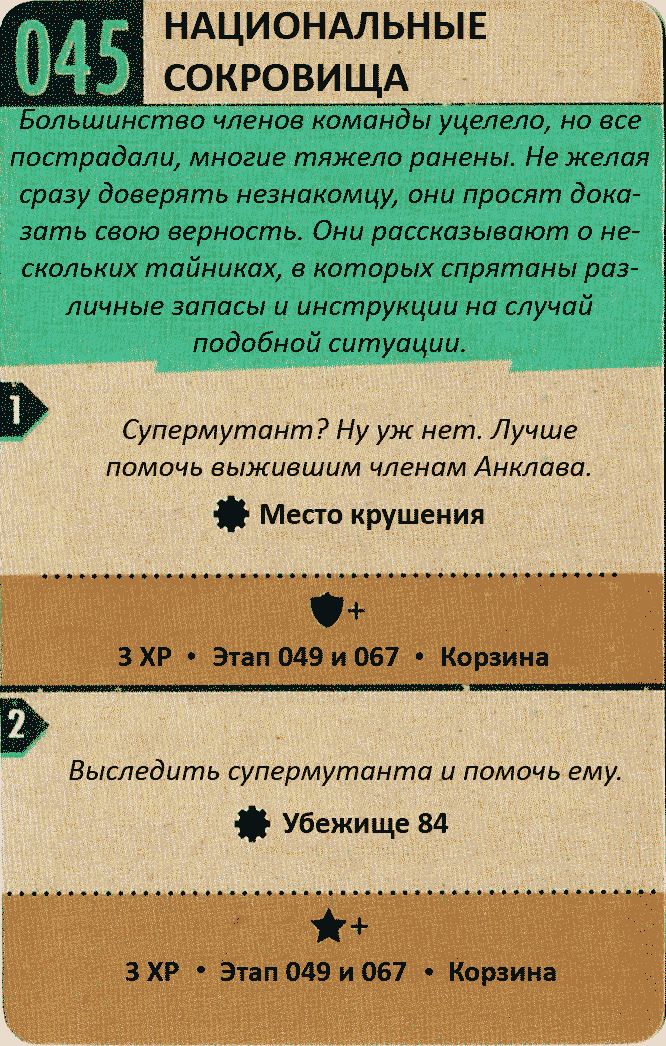 045
НАЦИОНАЛЬНЫЕ
СОКРОВИЩА
Большинство членов команды уцелело, но все
пострадали, многие тяжело ранены. Не желая
сразу доверять незнакомцу, они просят дока-
зать свою верность. Они рассказывают о не-
скольких тайниках, в которых спрятаны раз-
личные запасы и инструкции на случай
подобной ситуации.
1
Супермутант? Ну уж нет. Лучше
помочь выжившим членам Анклава.
Место крушения
+
3 XP • Этап 049 и 067 • Корзина
2
Выследить супермутанта и помочь ему.
Убежище 84
+
3 XP • Этап 049 и 067 • Корзина